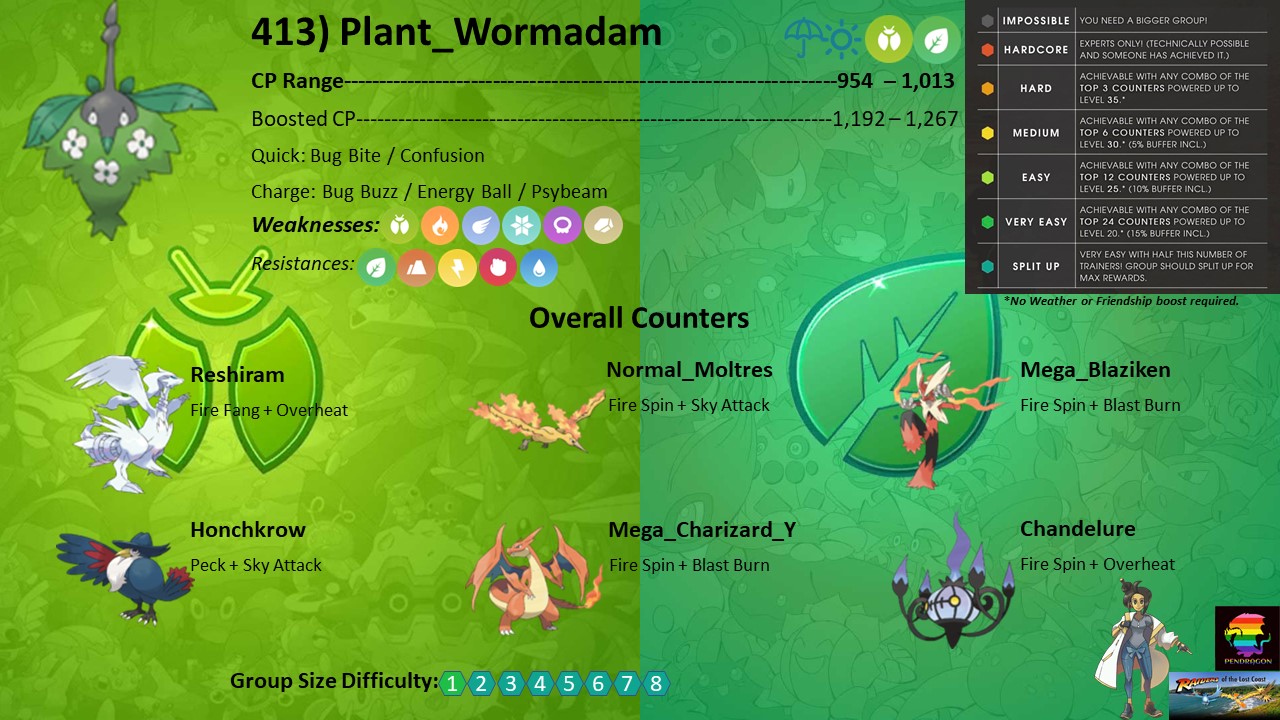 413) Plant_Wormadam
CP Range--------------------------------------------------------------------------------954 – 1,013
Boosted CP--------------------------------------------------------------------------------1,192 – 1,267
Quick: Bug Bite / Confusion
Charge: Bug Buzz / Energy Ball / Psybeam
Weaknesses:
Resistances:
IMPOSSIBLE YOU NEED A BIGGER GROUP!
HARDCORE EXPERTS ONLY! (TECHNICALLY POSSIBLE
AND SOMEONE HAS ACHIEVED IT.)
HARD ACHIEVABLE WITH ANY COMBO OF THE
TOP 3 COUNTERS POWERED UP TO
LEVEL 35.*
MEDIUM ACHIEVABLE WITH ANY COMBO OF THE
TOP 6 COUNTERS POWERED UP TO
LEVEL 30.* (5% BUFFER INCL.)
EASY ACHIEVABLE WITH ANY COMBO OF THE
TOP 12 COUNTERS POWERED UP TO
LEVEL 25.* (10% BUFFER INCL.)
VERY EASY ACHIEVABLE WITH ANY COMBO OF THE
TOP 24 COUNTERS POWERED UP TO
LEVEL 20.* (15% BUFFER INCL.)
SPLIT UP VERY EASY WITH HALF THIS NUMBER OF
TRAINERS! GROUP SHOULD SPLIT UP FOR
MAX REWARDS.
*No Weather or Friendship boost required.
Overall Counters
Reshiram
Fire Fang + Overheat
Normal_Moltres
Fire Spin + Sky Attack
Mega_Blaziken
Fire Spin + Blast Burn
Honchkrow
Peck + Sky Attack
Mega_Charizard_Y
Fire Spin + Blast Burn
Chandelure
Fire Spin + Overheat
Group Size Difficulty: 1 2 3 4 5 6 7 8
PENDRAGON
RAIDERS of the Lost Coast